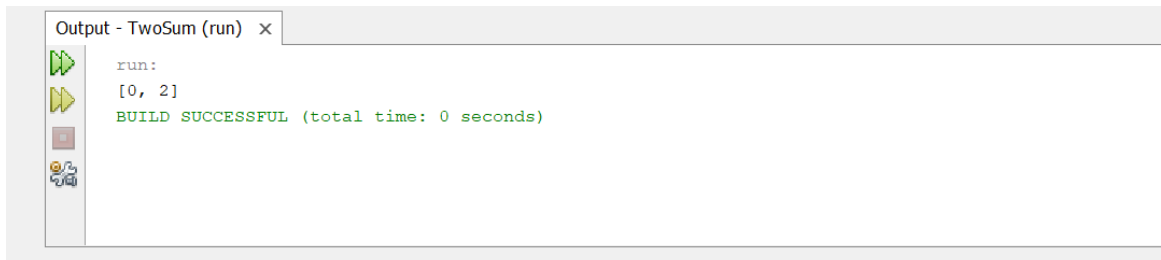 Output - TwoSum (run) ×
run:
[0, 2]
BUILD SUCCESSFUL (total time: 0 seconds)